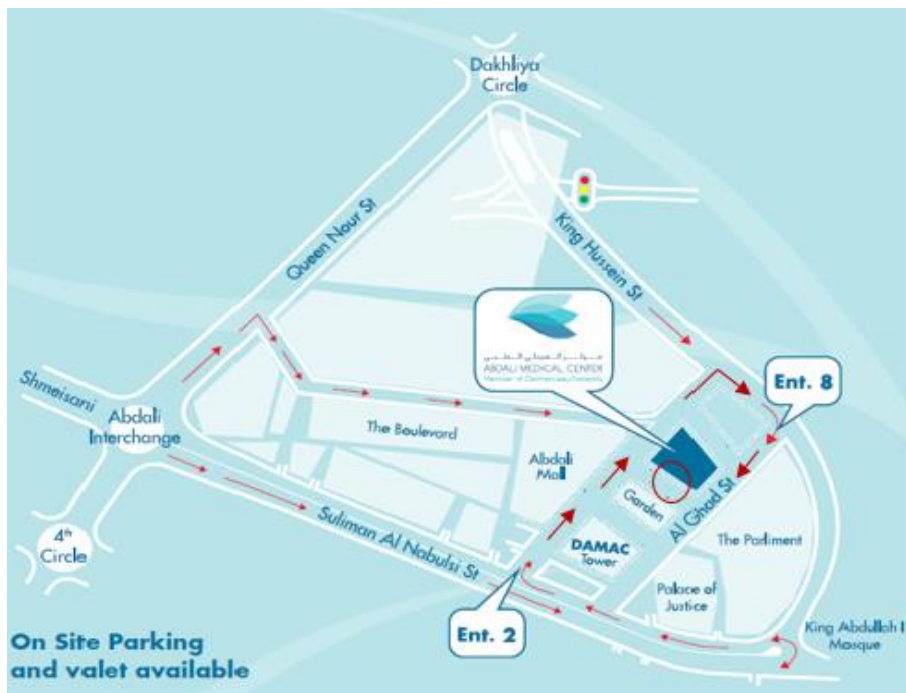 Dakhliya
Circle
Queen Nour St
King Hussein St
ABDALI MEDICAL CENTER
Ent. 8
Shmeisani
Abdali
Interchange
The Boulevard
Abdali
Mall
Garden
Al Ghad St
4th
Circle
Suliman Al Nabulsi St
DAMAC
Tower
The Parliment
Palace of
Justice
Ent. 2
King Abdullah I
Mosque
On Site Parking
and valet available